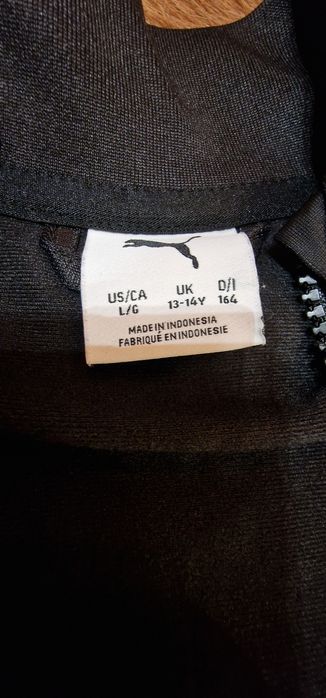 US/CA UK D/I
L/G 13-14Y 164
MADE IN INDONESIA
FABRIQUÉ EN INDONESIE